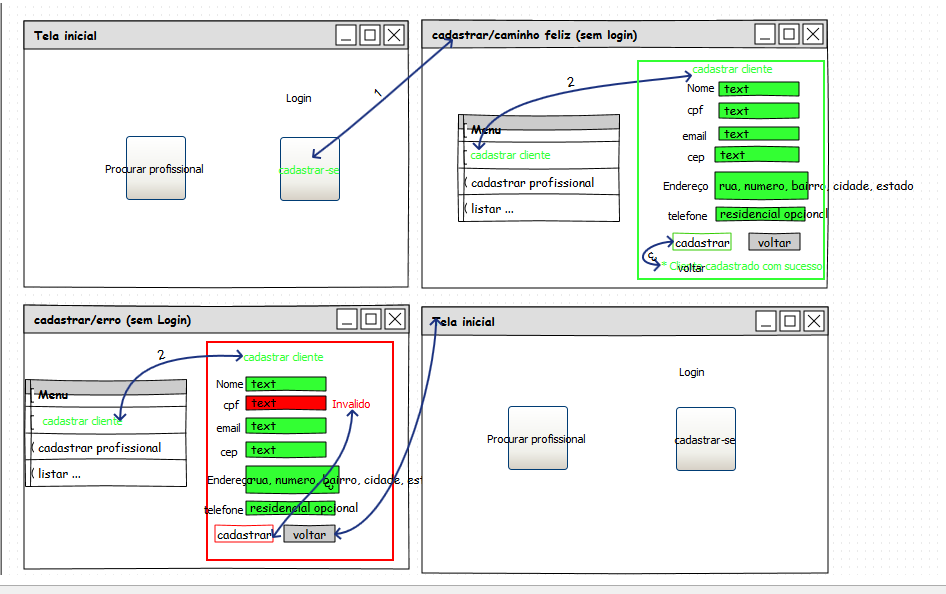 Tela inicial
Login
Procurar profissional
cadastrar-se
1
cadastrar/caminho feliz (sem login)
2
Menu
cadastrar cliente
( cadastrar profissional
( listar ...
cadastrar cliente
Nome text
cpf text
email text
cep text
Endereço rua, numero, bairro, cidade, estado
telefone residencial opcional
cadastrar voltar
* Cliente cadastrado com sucesso
voltar
cadastrar/erro (sem Login)
2
Menu
cadastrar cliente
( cadastrar profissional
( listar ...
cadastrar cliente
Nome text
cpf text Invalido
email text
cep text
Endereço rua, numero, bairro, cidade, est
telefone residencial opcional
cadastrar voltar
Tela inicial
Login
Procurar profissional
cadastrar-se